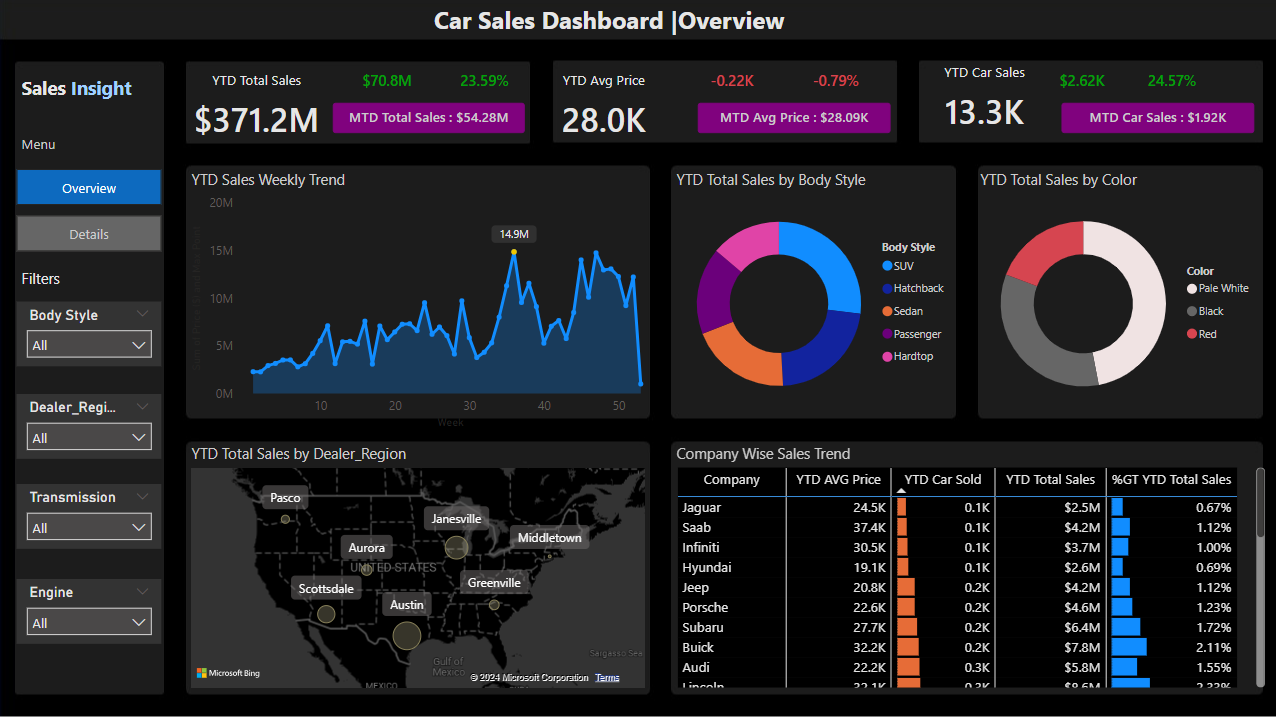 Car Sales Dashboard |Overview
Sales Insight
Menu
Overview
Details
Filters
Body Style
All
Dealer_Regi...
All
Transmission
All
Engine
All
YTD Total Sales
$70.8M
23.59%
$371.2M
MTD Total Sales : $54.28M
YTD Avg Price
-0.22K
-0.79%
28.0K
MTD Avg Price : $28.09K
YTD Car Sales
$2.62K
24.57%
13.3K
MTD Car Sales : $1.92K
YTD Sales Weekly Trend
20M
15M
10M
5M
0M
14.9M
10 20 30 40 50
Week
YTD Total Sales by Body Style
Body Style
SUV
Hatchback
Sedan
Passenger
Hardtop
YTD Total Sales by Color
Color
Pale White
Black
Red
YTD Total Sales by Dealer_Region
Pasco
Janesville
Middletown
Aurora
UNITED STATES
Scottsdale
Greenville
Austin
Gulf of
Mexico
Sargasso Sea
MEXICO
Microsoft Bing
© 2024 Microsoft Corporation Terms
Company Wise Sales Trend
Company YTD AVG Price YTD Car Sold YTD Total Sales %GT YTD Total Sales
Jaguar 24.5K 0.1K $2.5M 0.67%
Saab 37.4K 0.1K $4.2M 1.12%
Infiniti 30.5K 0.1K $3.7M 1.00%
Hyundai 19.1K 0.1K $2.6M 0.69%
Jeep 20.8K 0.2K $4.2M 1.12%
Porsche 22.6K 0.2K $4.6M 1.23%
Subaru 27.7K 0.2K $6.4M 1.72%
Buick 32.2K 0.2K $7.8M 2.11%
Audi 22.2K 0.3K $5.8M 1.55%
Lincoln 32.1K 0.3K $8.6M 2.33%